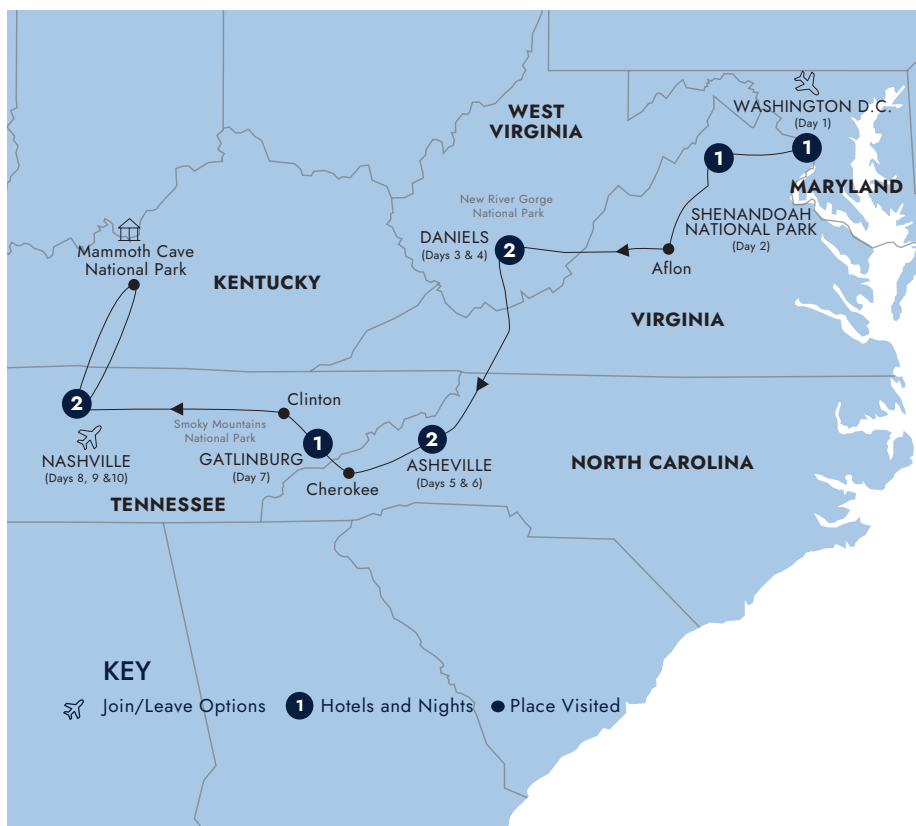 WASHINGTON D.C.
(Day 1)
1
1
WEST
VIRGINIA
MARYLAND
New River Gorge
National Park
SHENANDOAH
NATIONAL PARK
(Day 2)
DANIELS
(Days 3 & 4)
2
Aflon
Mammoth Cave
National Park
KENTUCKY
VIRGINIA
2
Clinton
Smoky Mountains
National Park
1
2
NASHVILLE
(Days 8, 9 &10)
GATLINBURG
(Day 7)
Cherokee
ASHEVILLE
(Days 5 & 6)
NORTH CAROLINA
TENNESSEE
KEY
Join/Leave Options
1 Hotels and Nights
Place Visited